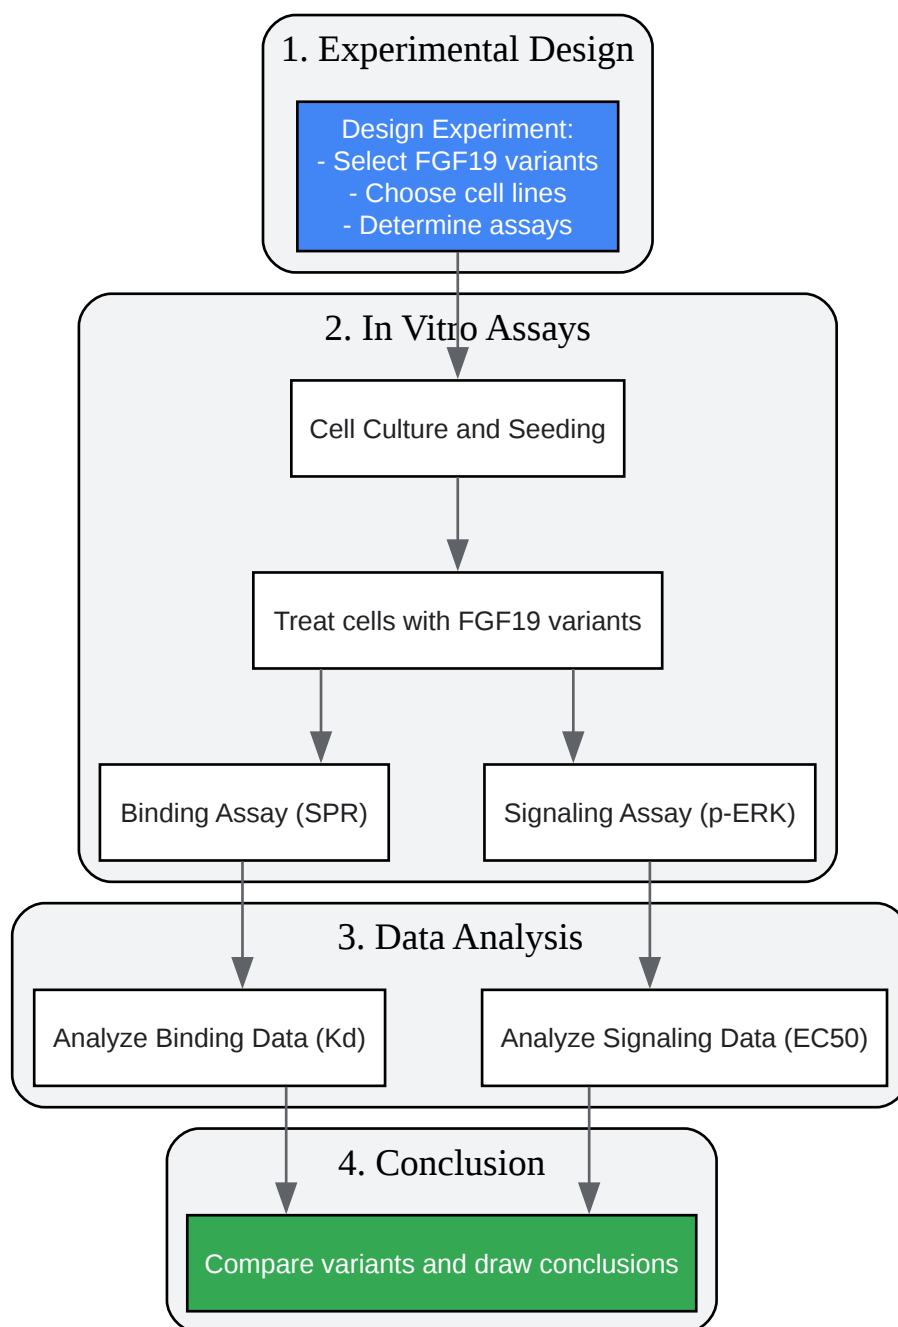 1. Experimental Design
Design Experiment:
- Select FGF19 variants
- Choose cell lines
- Determine assays
2. In Vitro Assays
Cell Culture and Seeding
Treat cells with FGF19 variants
Binding Assay (SPR)
Signaling Assay (p-ERK)
3. Data Analysis
Analyze Binding Data (Kd)
Analyze Signaling Data (EC50)
4. Conclusion
Compare variants and draw conclusions